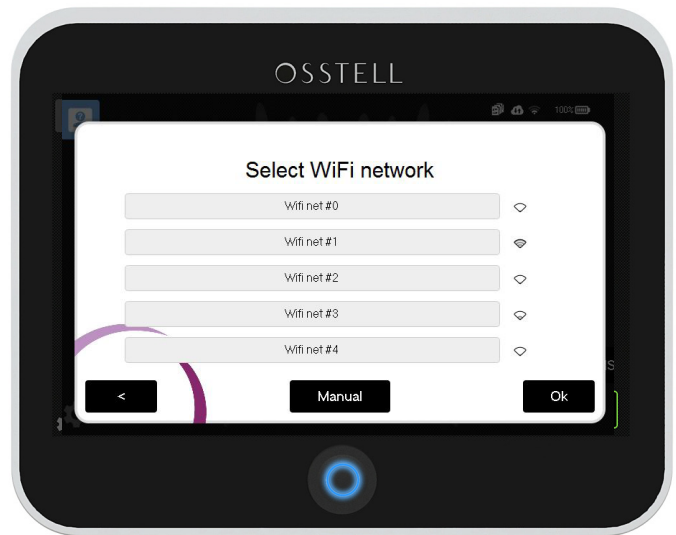 OSSTELL
100%
Select WiFi network
Wifi net #0
Wifi net #1
Wifi net #2
Wifi net #3
Wifi net #4
<
Manual
Ok